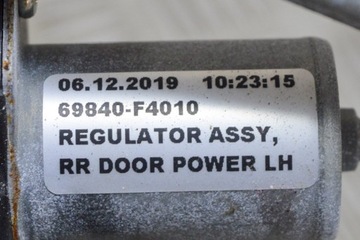 06.12.2019 10:23:15
69840-F4010
REGULATOR ASSY,
RR DOOR POWER LH